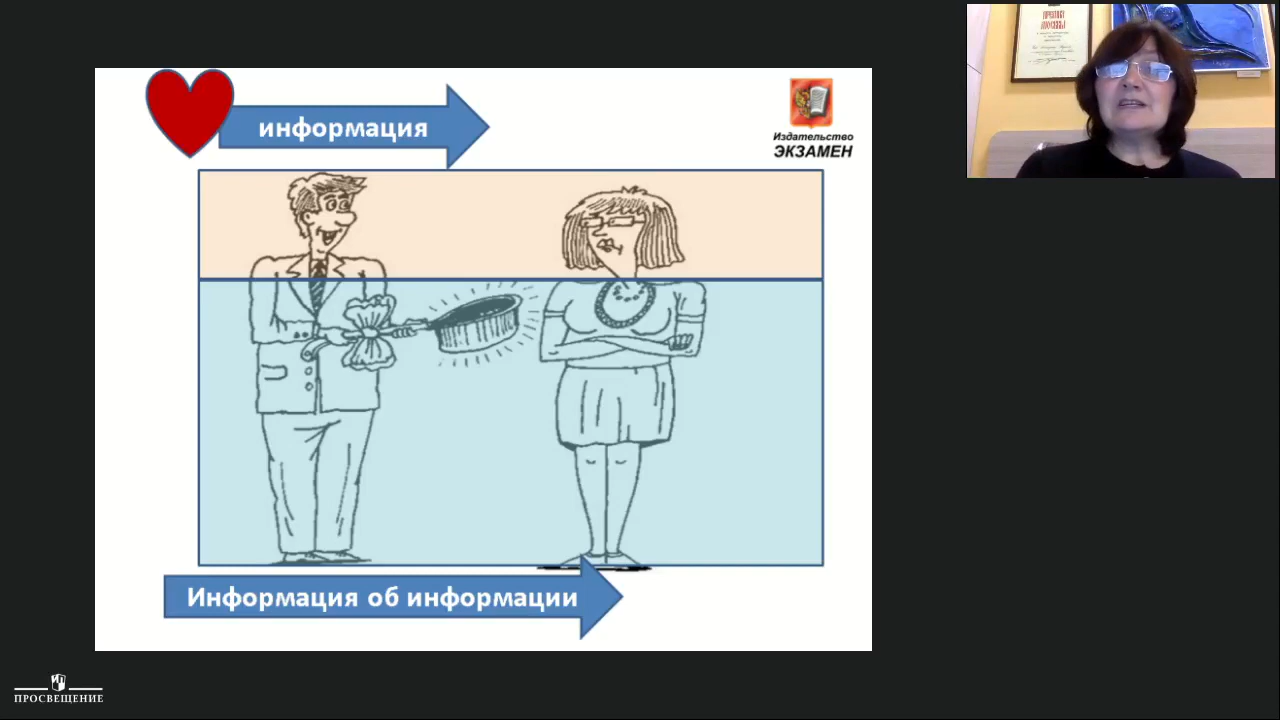 информация
Издательство
ЭКЗАМЕН
Информация об информации
ПРОСВЕЩЕНИЕ